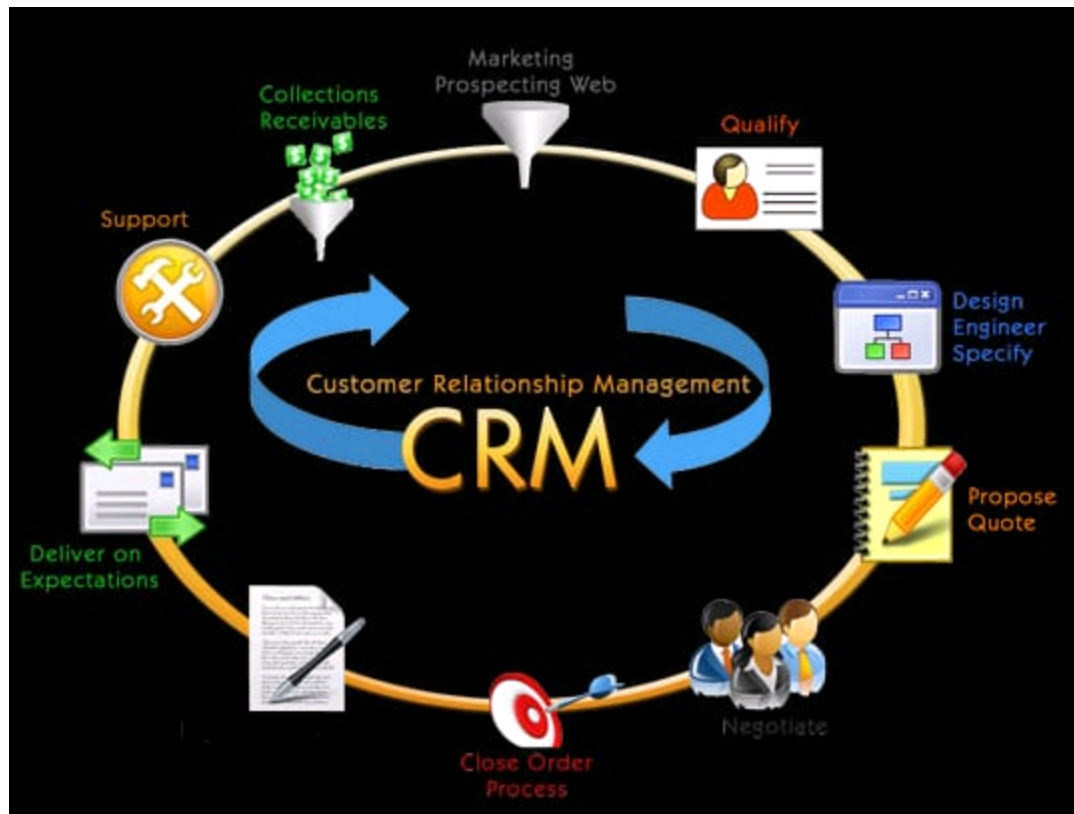 Marketing
Prospecting Web
Collections
Receivables
Qualify
Support
Design
Engineer
Specify
Customer Relationship Management
CRM
Propose
Quote
Deliver on
Expectations
Negotiate
Close Order
Process